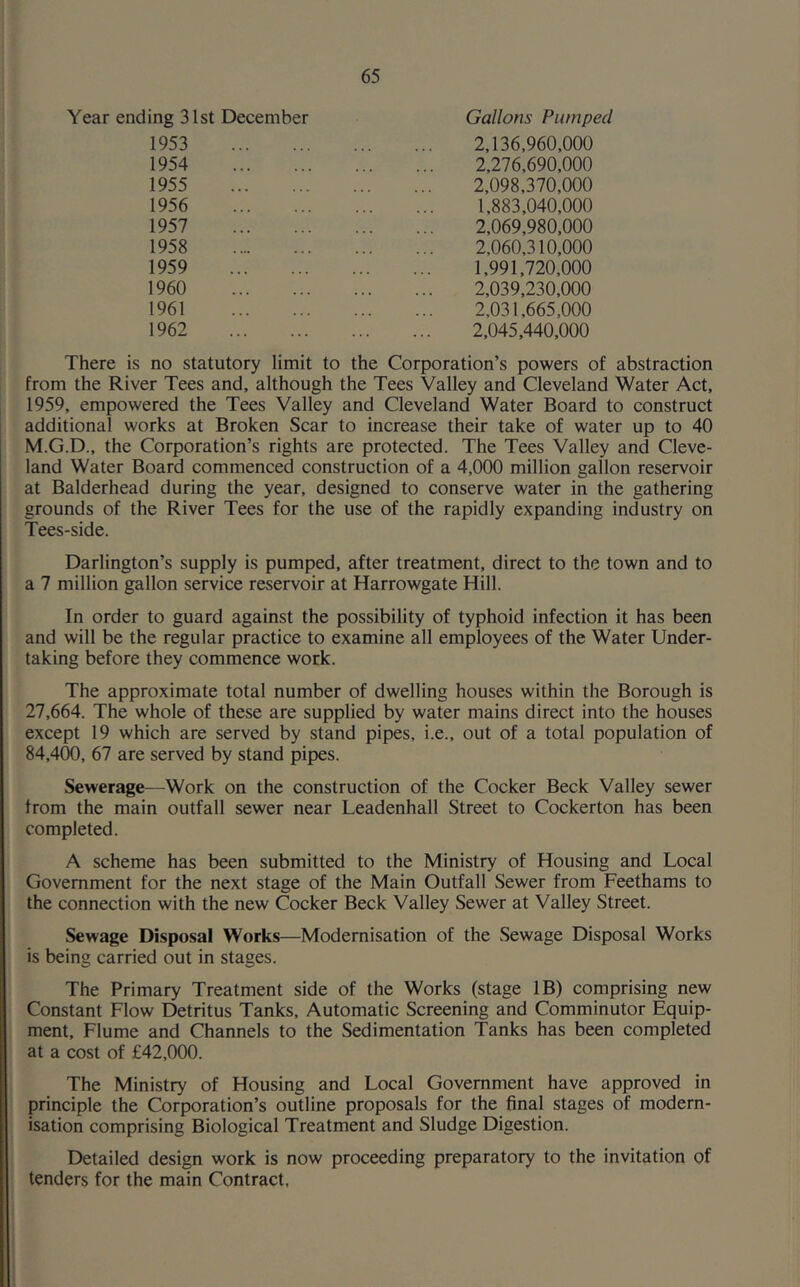 65
Year ending 31st December Gallons Pumped
1953 ... ... ... ... 2,136,960,000
1954 ... ... ... ... 2,276,690,000
1955 ... ... ... ... 2,098,370,000
1956 ... ... ... ... 1,883,040,000
1957 ... ... ... ... 2,069,980,000
1958 ... ... ... ... 2,060,310,000
1959 ... ... ... ... 1,991,720,000
1960 ... ... ... ... 2,039,230,000
1961 ... ... ... ... 2,031,665,000
1962 ... ... ... ... 2,045,440,000
There is no statutory limit to the Corporation's powers of abstraction
from the River Tees and, although the Tees Valley and Cleveland Water Act,
1959, empowered the Tees Valley and Cleveland Water Board to construct
additional works at Broken Scar to increase their take of water up to 40
M.G.D., the Corporation's rights are protected. The Tees Valley and Cleve-
land Water Board commenced construction of a 4,000 million gallon reservoir
at Balderhead during the year, designed to conserve water in the gathering
grounds of the River Tees for the use of the rapidly expanding industry on
Tees-side.
Darlington's supply is pumped, after treatment, direct to the town and to
a 7 million gallon service reservoir at Harrowgate Hill.
In order to guard against the possibility of typhoid infection it has been
and will be the regular practice to examine all employees of the Water Under-
taking before they commence work.
The approximate total number of dwelling houses within the Borough is
27,664. The whole of these are supplied by water mains direct into the houses
except 19 which are served by stand pipes, i.e., out of a total population of
84,400, 67 are served by stand pipes.
Sewerage—Work on the construction of the Cocker Beck Valley sewer
from the main outfall sewer near Leadenhall Street to Cockerton has been
completed.
A scheme has been submitted to the Ministry of Housing and Local
Government for the next stage of the Main Outfall Sewer from Feethams to
the connection with the new Cocker Beck Valley Sewer at Valley Street.
Sewage Disposal Works—Modernisation of the Sewage Disposal Works
is being carried out in stages.
The Primary Treatment side of the Works (stage 1B) comprising new
Constant Flow Detritus Tanks, Automatic Screening and Comminutor Equip-
ment, Flume and Channels to the Sedimentation Tanks has been completed
at a cost of £42,000.
The Ministry of Housing and Local Government have approved in
principle the Corporation's outline proposals for the final stages of modern-
isation comprising Biological Treatment and Sludge Digestion.
Detailed design work is now proceeding preparatory to the invitation of
tenders for the main Contract.